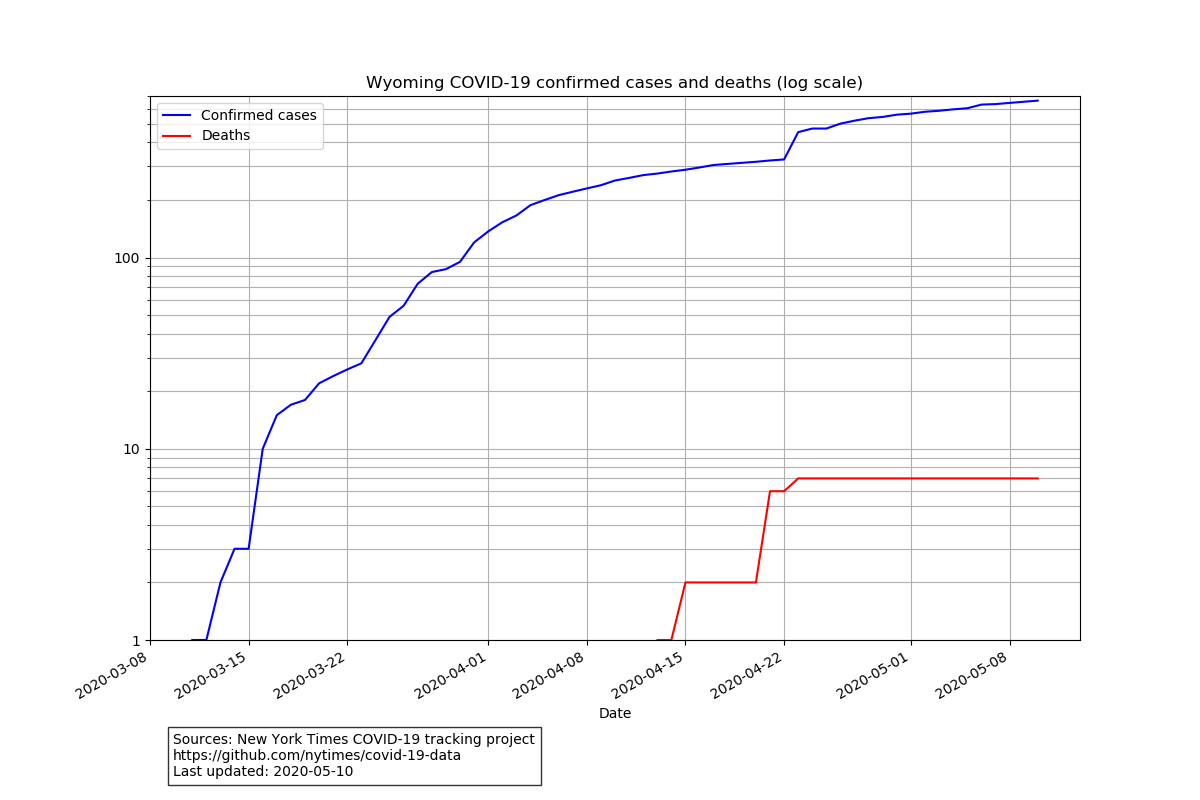 Wyoming COVID-19 confirmed cases and deaths (log scale)
Confirmed cases
Deaths
100
10
1
2020-03-08
2020-03-15
2020-03-22
2020-04-01
2020-04-08
2020-04-15
2020-04-22
2020-05-01
2020-05-08
Date
Sources: New York Times COVID-19 tracking project
https://github.com/nytimes/covid-19-data
Last updated: 2020-05-10